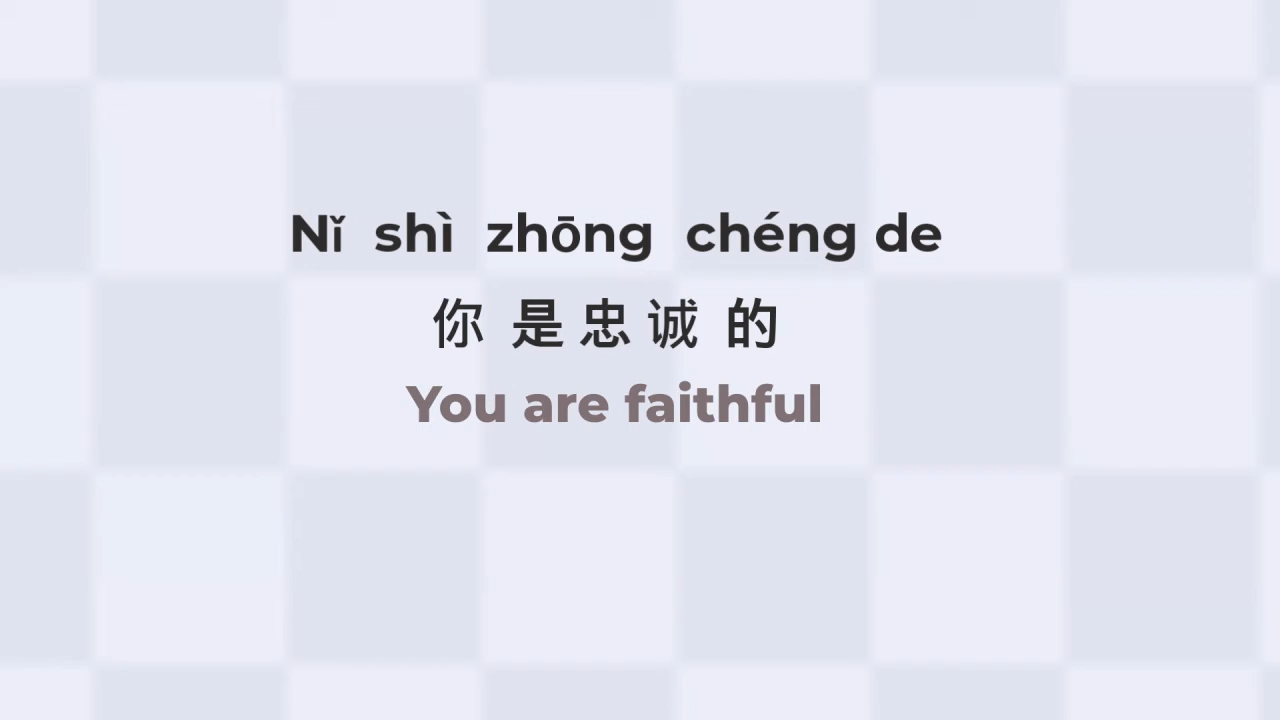 Nǐ shì zhōng chéng de
你 是 忠 诚 的
You are faithful